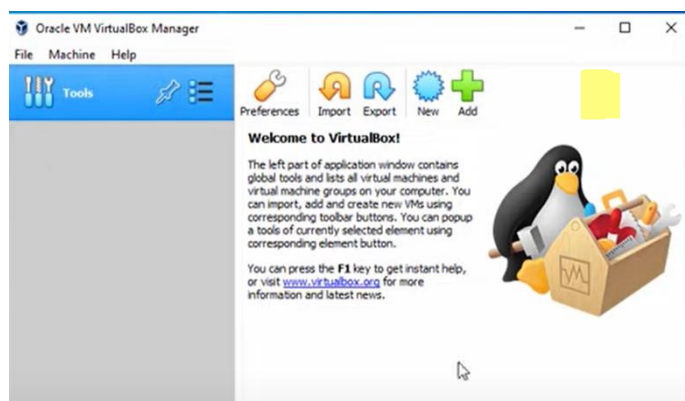 Oracle VM VirtualBox Manager
File Machine Help
Tools
Preferences Import Export New Add
Welcome to VirtualBox!
The left part of application window contains
global tools and lists all virtual machines and
virtual machine groups on your computer. You
can import, add and create new VMs using
corresponding toolbar buttons. You can popup
a tools of currently selected element using
corresponding element button.
You can press the F1 key to get instant help,
or visit www.virtualbox.org for more
information and latest news.